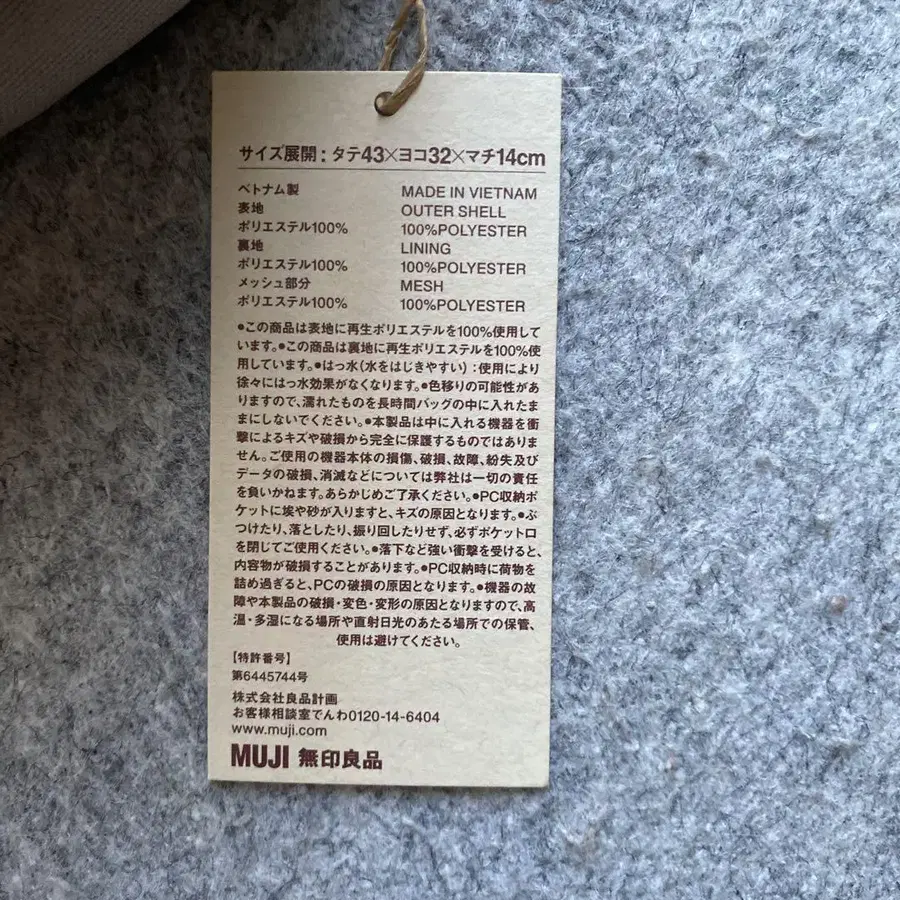 サイズ展開:タテ43×ヨコ32×マチ14cm
ベトナム製 MADE IN VIETNAM
表地 OUTER SHELL
ポリエステル100% 100%POLYESTER
裏地 LINING
ポリエステル100% 100%POLYESTER
メッシュ部分 MESH
ポリエステル100% 100%POLYESTER
●この商品は表地に再生ポリエステルを100%使用して
います。●この商品は裏地に再生ポリエステルを100%使
用しています。●はっ水(水をはじきやすい):使用により
徐々にはっ水効果がなくなります。●色移りの可能性があ
りますので、濡れたものを長時間バッグの中に入れたま
まにしないでください。●本製品は中に入れる機器を衝
撃によるキズや破損から完全に保護するものではありま
せん。ご使用の機器本体の損傷、破損、故障、紛失及び
データの破損、消滅などについては弊社は一切の責任
を負いかねます。あらかじめご了承ください。●PC収納ポ
ケットに埃や砂が入りますと、キズの原因となります。●ぶ
つけたり、落としたり、振り回したりせず、必ずポケット口
を閉じてご使用ください。●落下など強い衝撃を受けると、
内容物が破損することがあります。●PC収納時に荷物を
詰め過ぎると、PCの破損の原因となります。●機器の故
障や本製品の破損・変色・変形の原因となりますので、高
温・多湿になる場所や直射日光のあたる場所での保管、
使用は避けてください。
【特許番号】
第6445744号
株式会社良品計画
お客様相談室でんわ0120-14-6404
www.muji.com
MUJI 無印良品